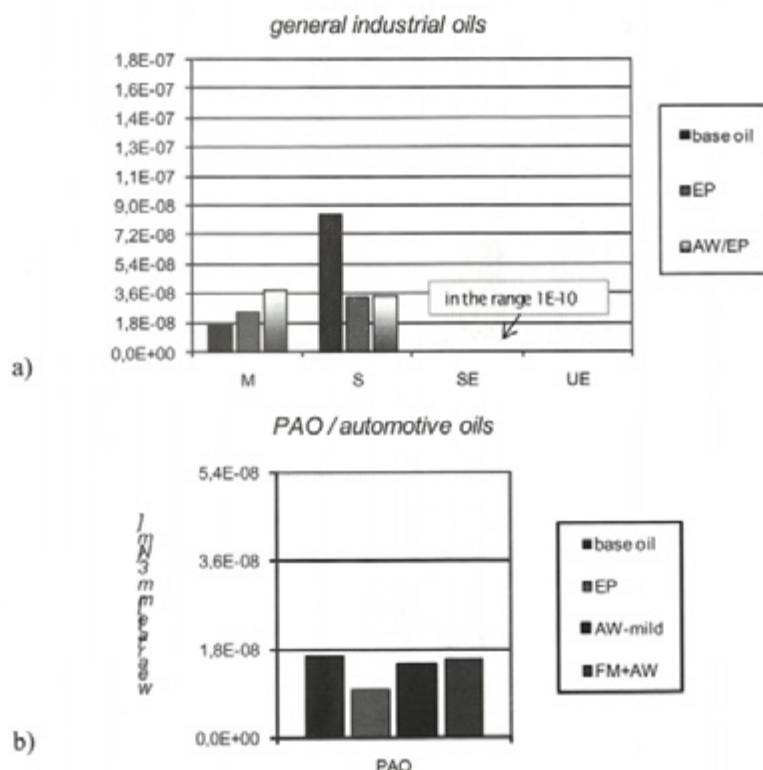 general industrial oils
1,8E-07
1,6E-07
1,4E-07
1,3E-07
1,1E-07
9,0E-08
7,2E-08
5,4E-08
3,6E-08
1,8E-08
0,0E+00
in the range 1E-10
M S SE UE
base oil
EP
AW/EP
a)
PAO / automotive oils
5,4E-08
3,6E-08
1,8E-08
0,0E+00
PAO
base oil
EP
AW-mild
FM+AW
b)